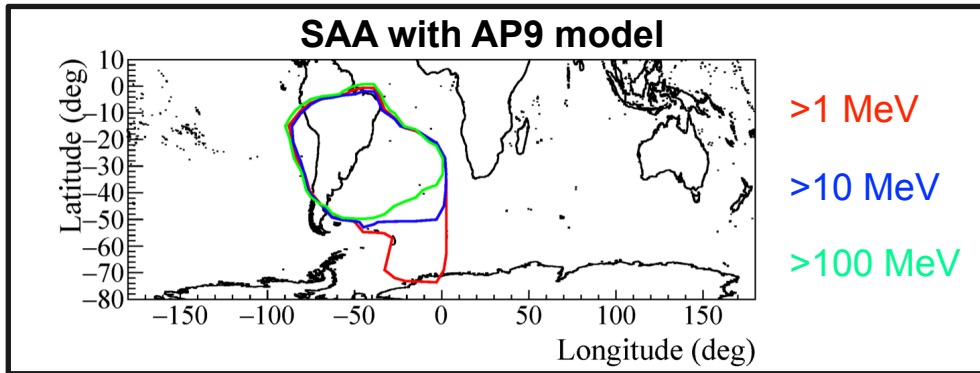 SAA with AP9 model
Latitude (deg)
10
0
−10
−20
−30
−40
−50
−60
−70
−80
−150 −100 −50 0 50 100 150
Longitude (deg)
>1 MeV
>10 MeV
>100 MeV